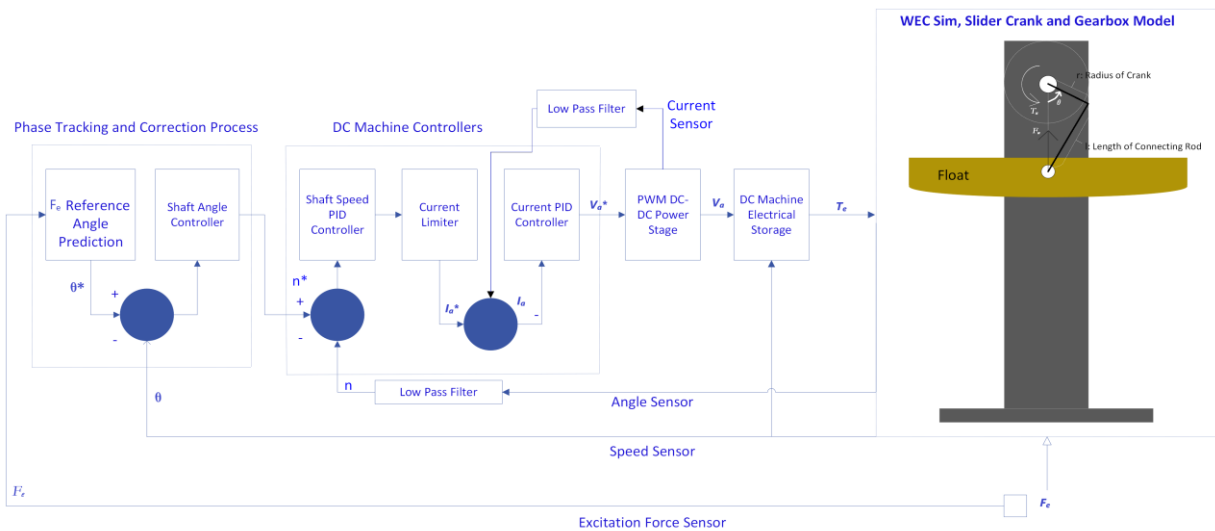 WEC Sim, Slider Crank and Gearbox Model
r: Radius of Crank
θ
Tₑ
Fₑ
l: Length of Connecting Rod
Float
Low Pass Filter
Current
Sensor
Phase Tracking and Correction Process
DC Machine Controllers
Fₑ Reference
Angle
Prediction
Shaft Angle
Controller
Shaft Speed
PID
Controller
Current
Limiter
Current PID
Controller
Vₐ*
PWM DC-
DC Power
Stage
Vₐ
DC Machine
Electrical
Storage
Tₑ
θ*
+
-
n*
+
-
Iₐ*
Iₐ
-
θ
n
Low Pass Filter
Angle Sensor
Speed Sensor
Fₑ
Fₑ
Excitation Force Sensor